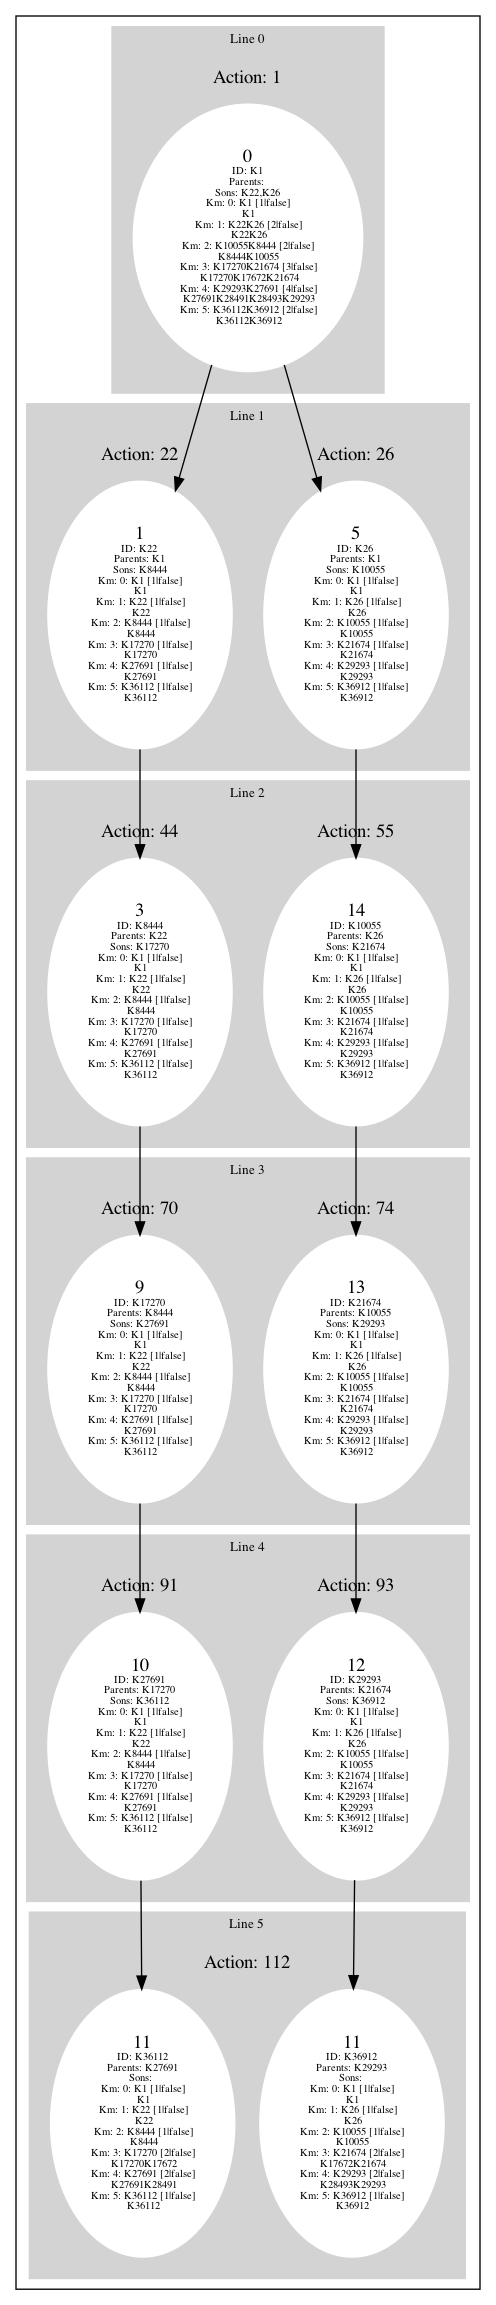 Line 0
Action: 1
0
ID: K1
Parents:
Sons: K22,K26
Km: 0: K1 [1|false]
K1
Km: 1: K22K26 [2|false]
K22K26
Km: 2: K10055K8444 [2|false]
K8444K10055
Km: 3: K17270K21674 [3|false]
K17270K17672K21674
Km: 4: K29293K27691 [4|false]
K27691K28491K28493K29293
Km: 5: K36112K36912 [2|false]
K36112K36912
Line 1
Action: 22
1
ID: K22
Parents: K1
Sons: K8444
Km: 0: K1 [1|false]
K1
Km: 1: K22 [1|false]
K22
Km: 2: K8444 [1|false]
K8444
Km: 3: K17270 [1|false]
K17270
Km: 4: K27691 [1|false]
K27691
Km: 5: K36112 [1|false]
K36112
Action: 26
5
ID: K26
Parents: K1
Sons: K10055
Km: 0: K1 [1|false]
K1
Km: 1: K26 [1|false]
K26
Km: 2: K10055 [1|false]
K10055
Km: 3: K21674 [1|false]
K21674
Km: 4: K29293 [1|false]
K29293
Km: 5: K36912 [1|false]
K36912
Line 2
Action: 44
3
ID: K8444
Parents: K22
Sons: K17270
Km: 0: K1 [1|false]
K1
Km: 1: K22 [1|false]
K22
Km: 2: K8444 [1|false]
K8444
Km: 3: K17270 [1|false]
K17270
Km: 4: K27691 [1|false]
K27691
Km: 5: K36112 [1|false]
K36112
Action: 55
14
ID: K10055
Parents: K26
Sons: K21674
Km: 0: K1 [1|false]
K1
Km: 1: K26 [1|false]
K26
Km: 2: K10055 [1|false]
K10055
Km: 3: K21674 [1|false]
K21674
Km: 4: K29293 [1|false]
K29293
Km: 5: K36912 [1|false]
K36912
Line 3
Action: 70
9
ID: K17270
Parents: K8444
Sons: K27691
Km: 0: K1 [1|false]
K1
Km: 1: K22 [1|false]
K22
Km: 2: K8444 [1|false]
K8444
Km: 3: K17270 [1|false]
K17270
Km: 4: K27691 [1|false]
K27691
Km: 5: K36112 [1|false]
K36112
Action: 74
13
ID: K21674
Parents: K10055
Sons: K29293
Km: 0: K1 [1|false]
K1
Km: 1: K26 [1|false]
K26
Km: 2: K10055 [1|false]
K10055
Km: 3: K21674 [1|false]
K21674
Km: 4: K29293 [1|false]
K29293
Km: 5: K36912 [1|false]
K36912
Line 4
Action: 91
10
ID: K27691
Parents: K17270
Sons: K36112
Km: 0: K1 [1|false]
K1
Km: 1: K22 [1|false]
K22
Km: 2: K8444 [1|false]
K8444
Km: 3: K17270 [1|false]
K17270
Km: 4: K27691 [1|false]
K27691
Km: 5: K36112 [1|false]
K36112
Action: 93
12
ID: K29293
Parents: K21674
Sons: K36912
Km: 0: K1 [1|false]
K1
Km: 1: K26 [1|false]
K26
Km: 2: K10055 [1|false]
K10055
Km: 3: K21674 [1|false]
K21674
Km: 4: K29293 [1|false]
K29293
Km: 5: K36912 [1|false]
K36912
Line 5
Action: 112
11
ID: K36112
Parents: K27691
Sons:
Km: 0: K1 [1|false]
K1
Km: 1: K22 [1|false]
K22
Km: 2: K8444 [1|false]
K8444
Km: 3: K17270 [2|false]
K17270K17672
Km: 4: K27691 [2|false]
K27691K28491
Km: 5: K36112 [1|false]
K36112
11
ID: K36912
Parents: K29293
Sons:
Km: 0: K1 [1|false]
K1
Km: 1: K26 [1|false]
K26
Km: 2: K10055 [1|false]
K10055
Km: 3: K21674 [2|false]
K17672K21674
Km: 4: K29293 [2|false]
K28493K29293
Km: 5: K36912 [1|false]
K36912